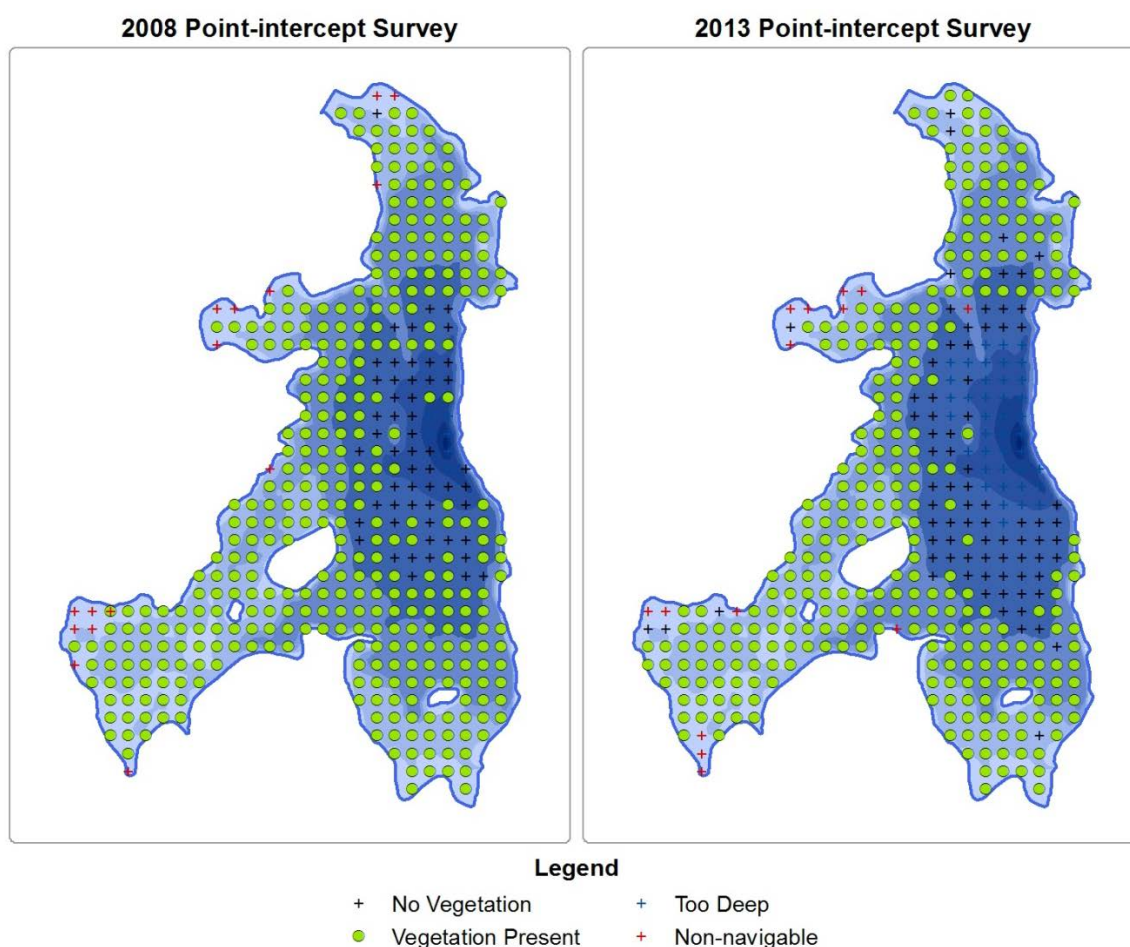 2008 Point-intercept Survey
2013 Point-intercept Survey
Legend
No Vegetation
Too Deep
Vegetation Present
Non-navigable